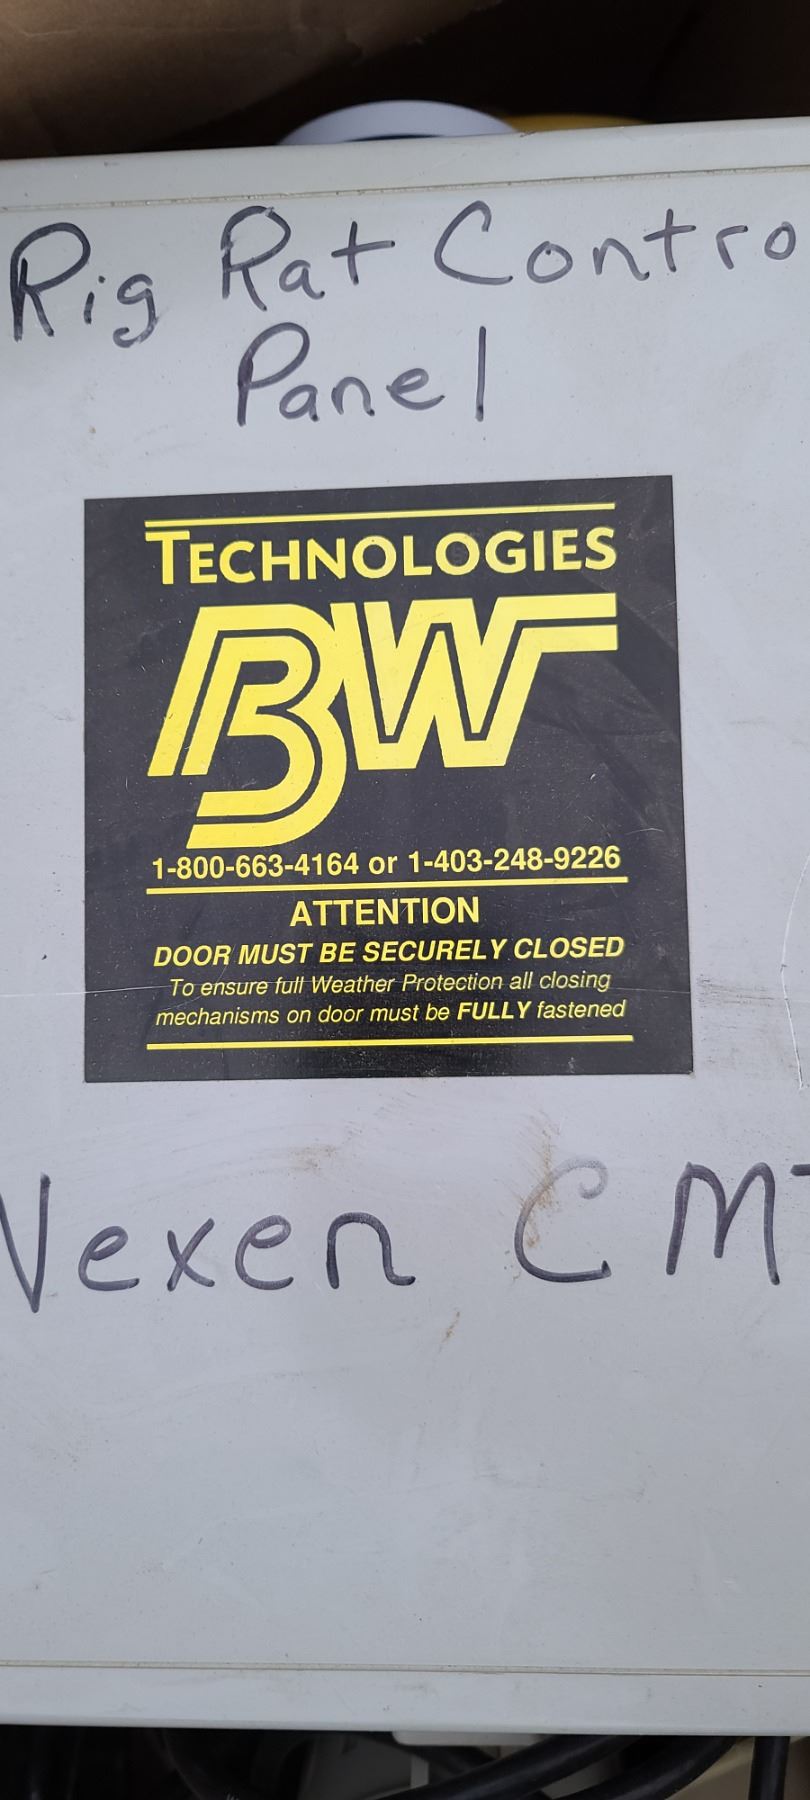 Rig Rat Contro
Panel
TECHNOLOGIES
BW
1-800-663-4164 or 1-403-248-9226
ATTENTION
DOOR MUST BE SECURELY CLOSED
To ensure full Weather Protection all closing
mechanisms on door must be FULLY fastened
Nexen CMT